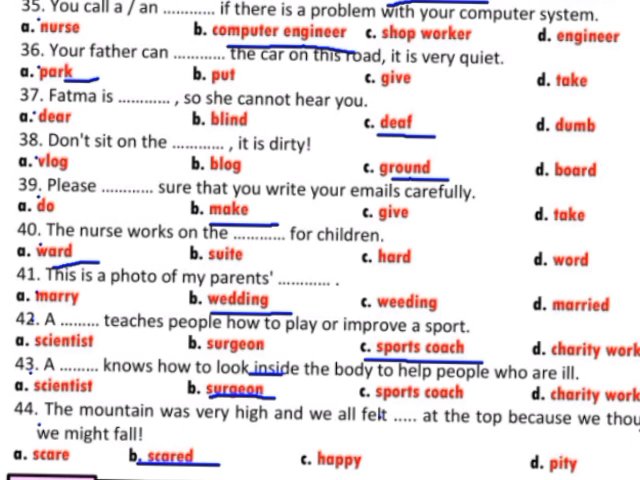 35. You call a / an ............ if there is a problem with your computer system.
a. nurse b. computer engineer c. shop worker d. engineer
36. Your father can ............ the car on this road, it is very quiet.
a. park b. put c. give d. take
37. Fatma is ............ , so she cannot hear you.
a. dear b. blind c. deaf d. dumb
38. Don't sit on the ............ , it is dirty!
a. vlog b. blog c. ground d. board
39. Please ............ sure that you write your emails carefully.
a. do b. make c. give d. take
40. The nurse works on the ............ for children.
a. ward b. suite c. hard d. word
41. This is a photo of my parents' ............ .
a. marry b. wedding c. weeding d. married
42. A ......... teaches people how to play or improve a sport.
a. scientist b. surgeon c. sports coach d. charity work
43. A ......... knows how to look inside the body to help people who are ill.
a. scientist b. surgeon c. sports coach d. charity work
44. The mountain was very high and we all felt ..... at the top because we thou
we might fall!
a. scare b. scared c. happy d. pity